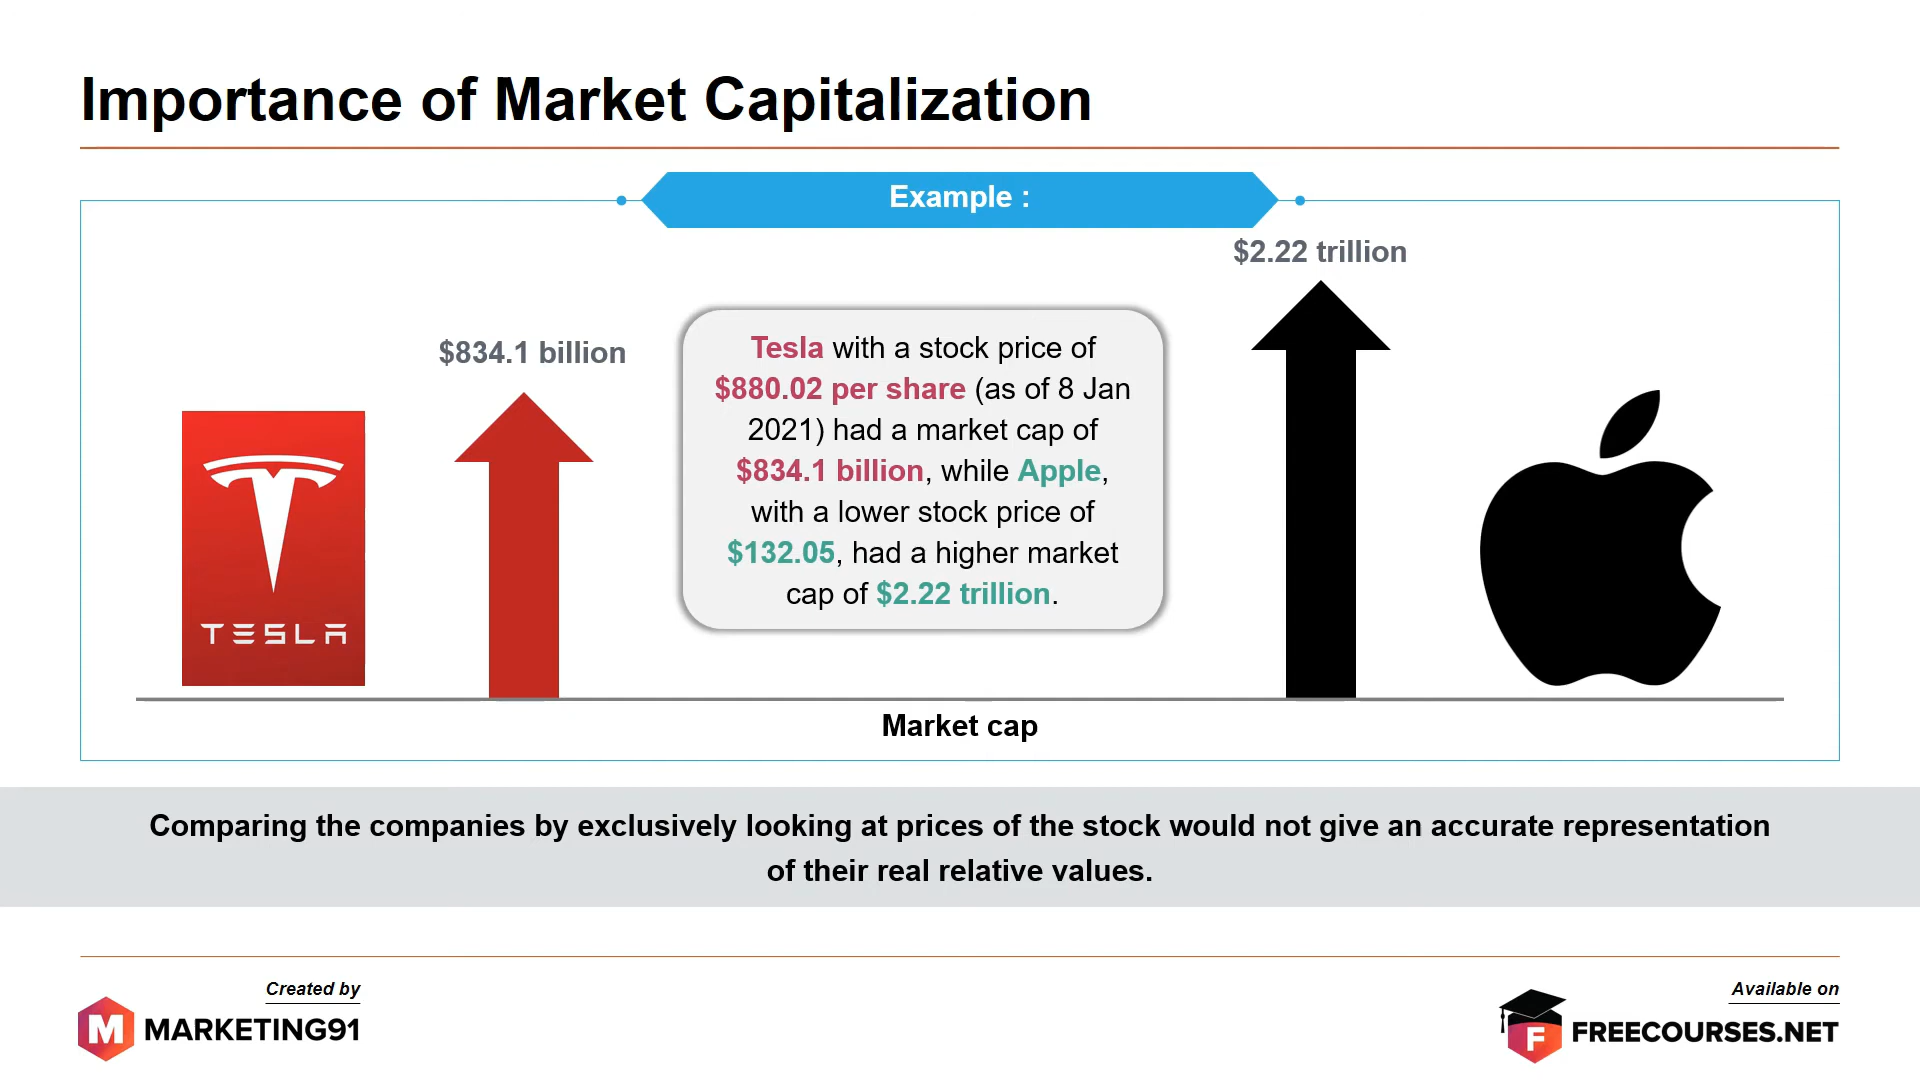 Importance of Market Capitalization
Example :
$2.22 trillion
$834.1 billion
Tesla with a stock price of
$880.02 per share (as of 8 Jan
2021) had a market cap of
$834.1 billion, while Apple,
with a lower stock price of
$132.05, had a higher market
cap of $2.22 trillion.
TESLA
Market cap
Comparing the companies by exclusively looking at prices of the stock would not give an accurate representation
of their real relative values.
Created by
M MARKETING91
Available on
F FREECOURSES.NET